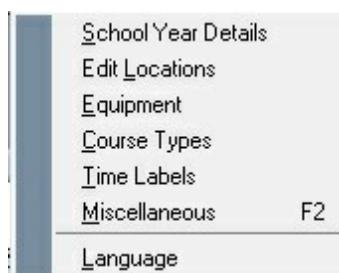 School Year Details
Edit Locations
Equipment
Course Types
Time Labels
Miscellaneous F2
Language